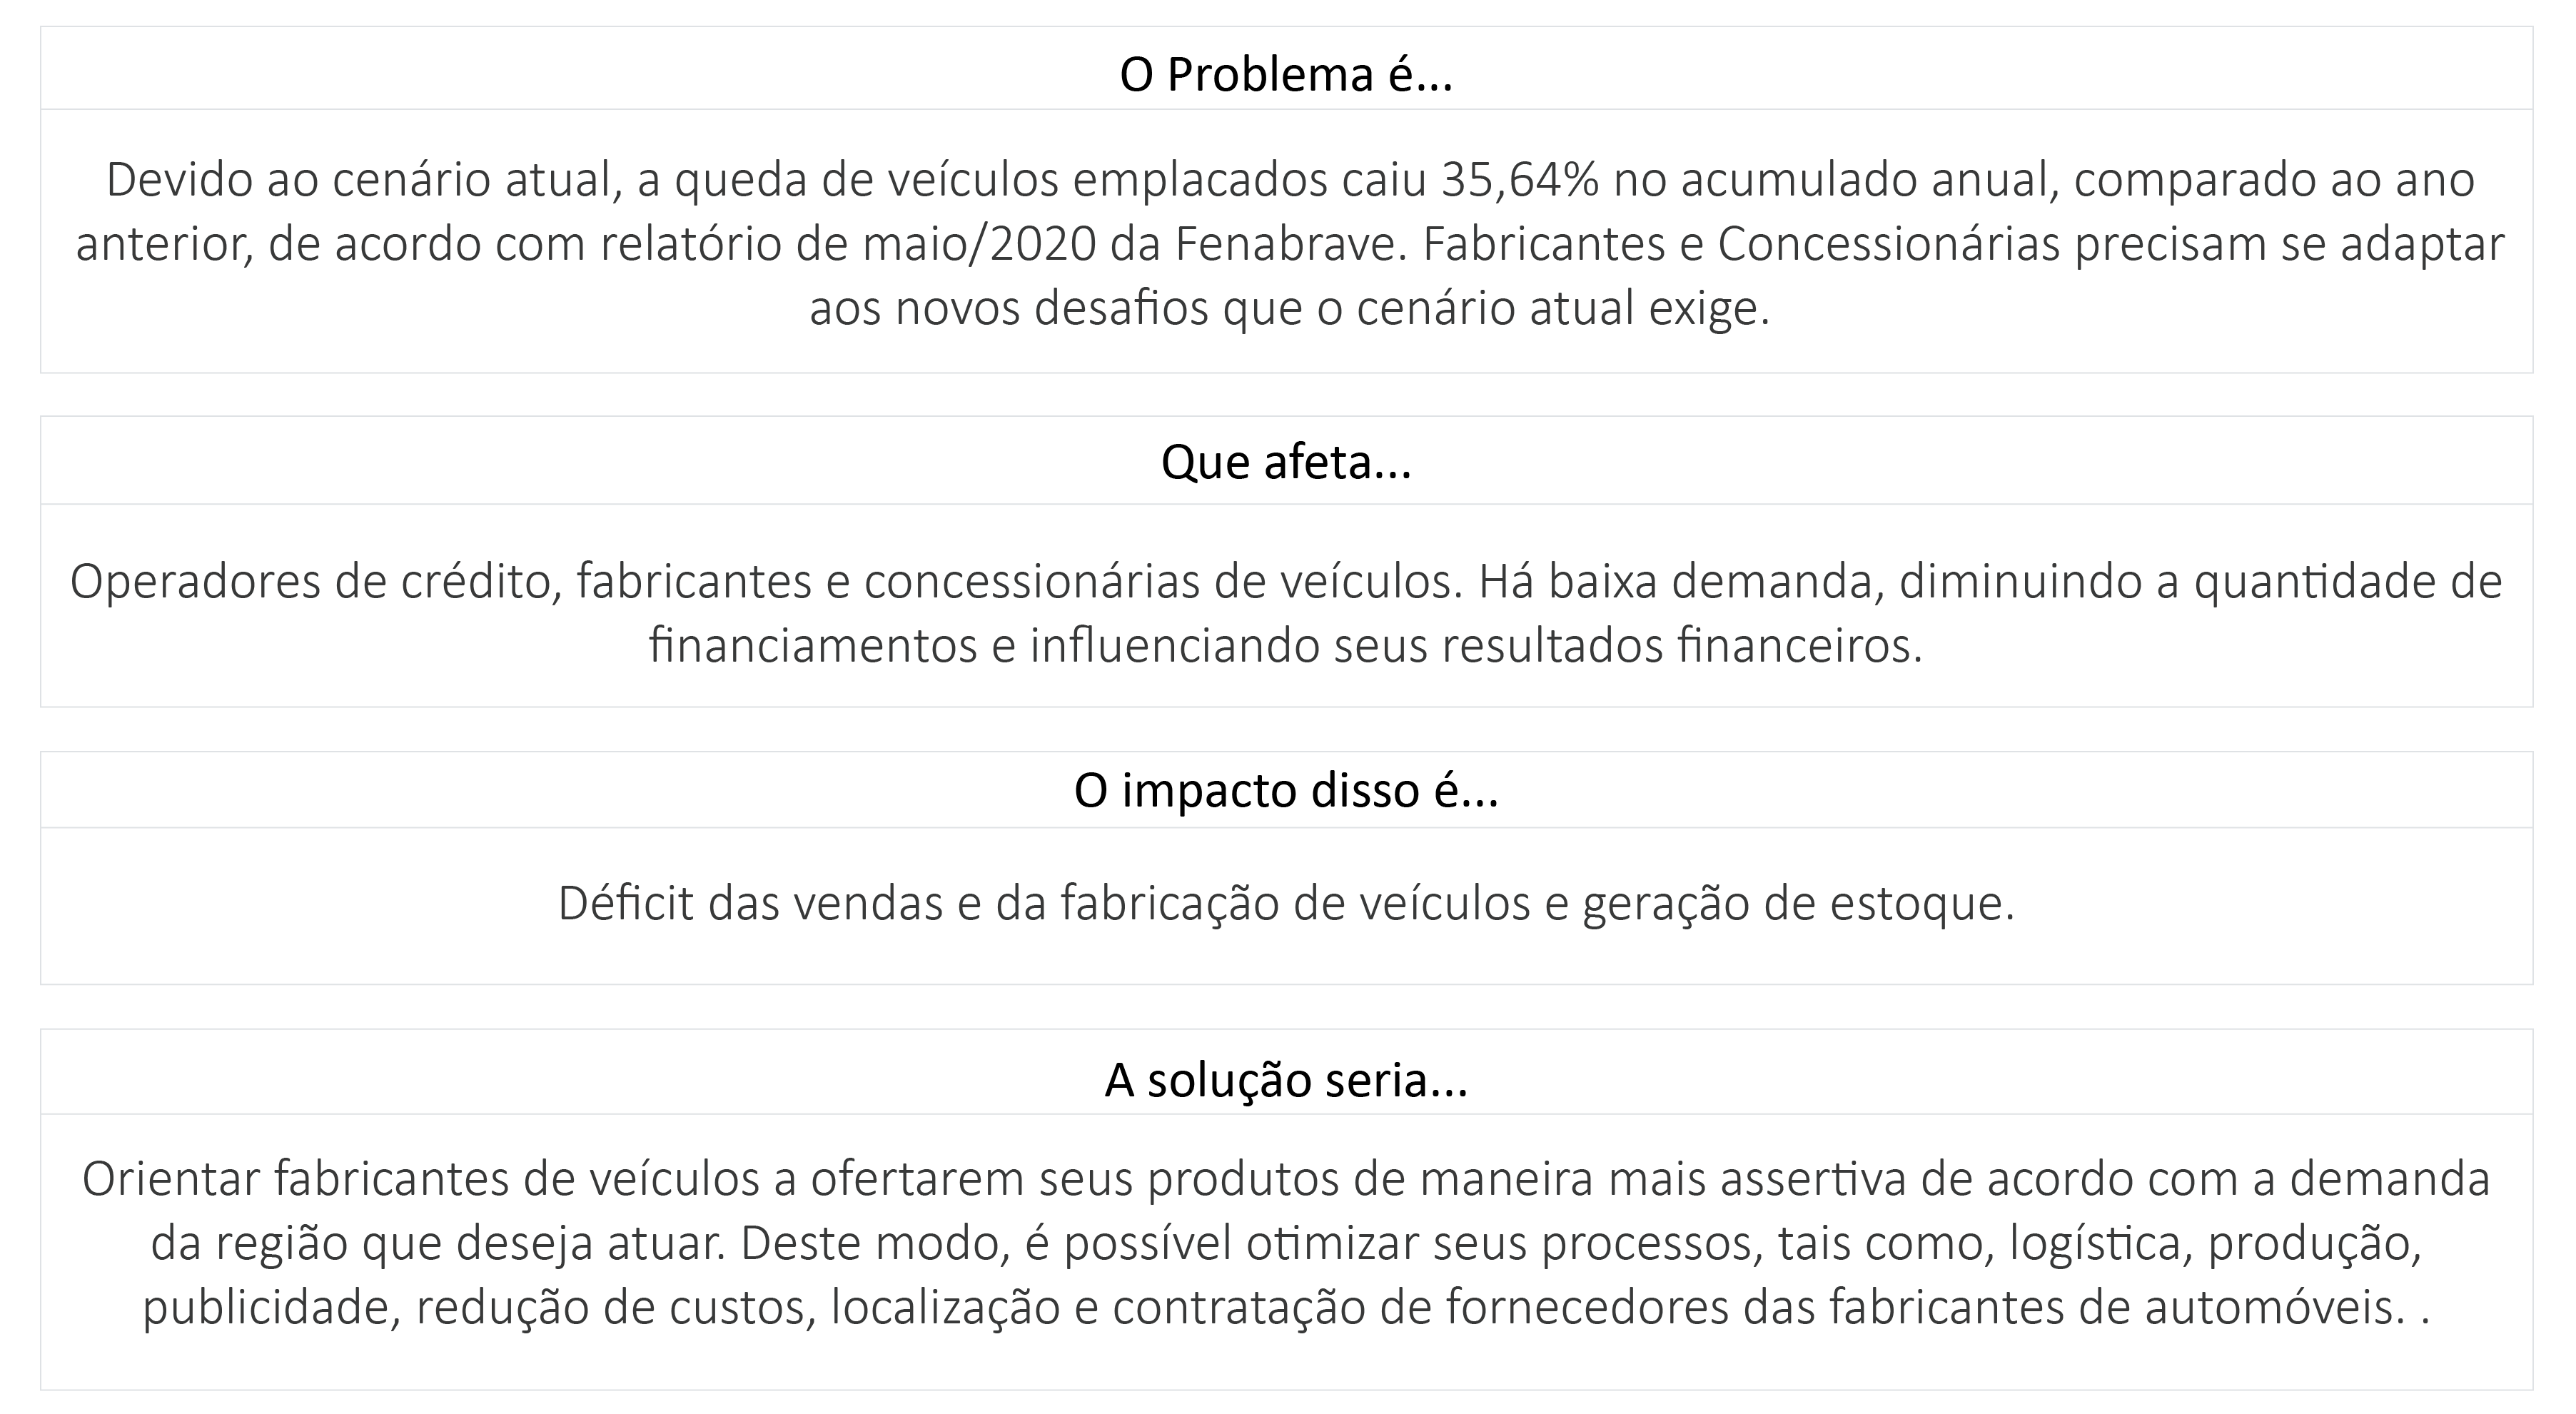 O Problema é...
Devido ao cenário atual, a queda de veículos emplacados caiu 35,64% no acumulado anual, comparado ao ano
anterior, de acordo com relatório de maio/2020 da Fenabrave. Fabricantes e Concessionárias precisam se adaptar
aos novos desafios que o cenário atual exige.
Que afeta...
Operadores de crédito, fabricantes e concessionárias de veículos. Há baixa demanda, diminuindo a quantidade de
financiamentos e influenciando seus resultados financeiros.
O impacto disso é...
Déficit das vendas e da fabricação de veículos e geração de estoque.
A solução seria...
Orientar fabricantes de veículos a ofertarem seus produtos de maneira mais assertiva de acordo com a demanda
da região que deseja atuar. Deste modo, é possível otimizar seus processos, tais como, logística, produção,
publicidade, redução de custos, localização e contratação de fornecedores das fabricantes de automóveis. .